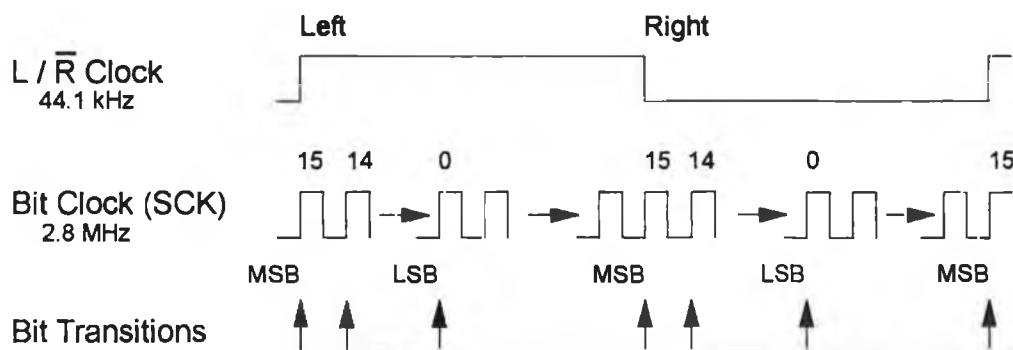 Left Right
L / R̅ Clock
44.1 kHz
15 14 0 15 14 0 15
Bit Clock (SCK)
2.8 MHz
MSB LSB MSB LSB MSB
Bit Transitions